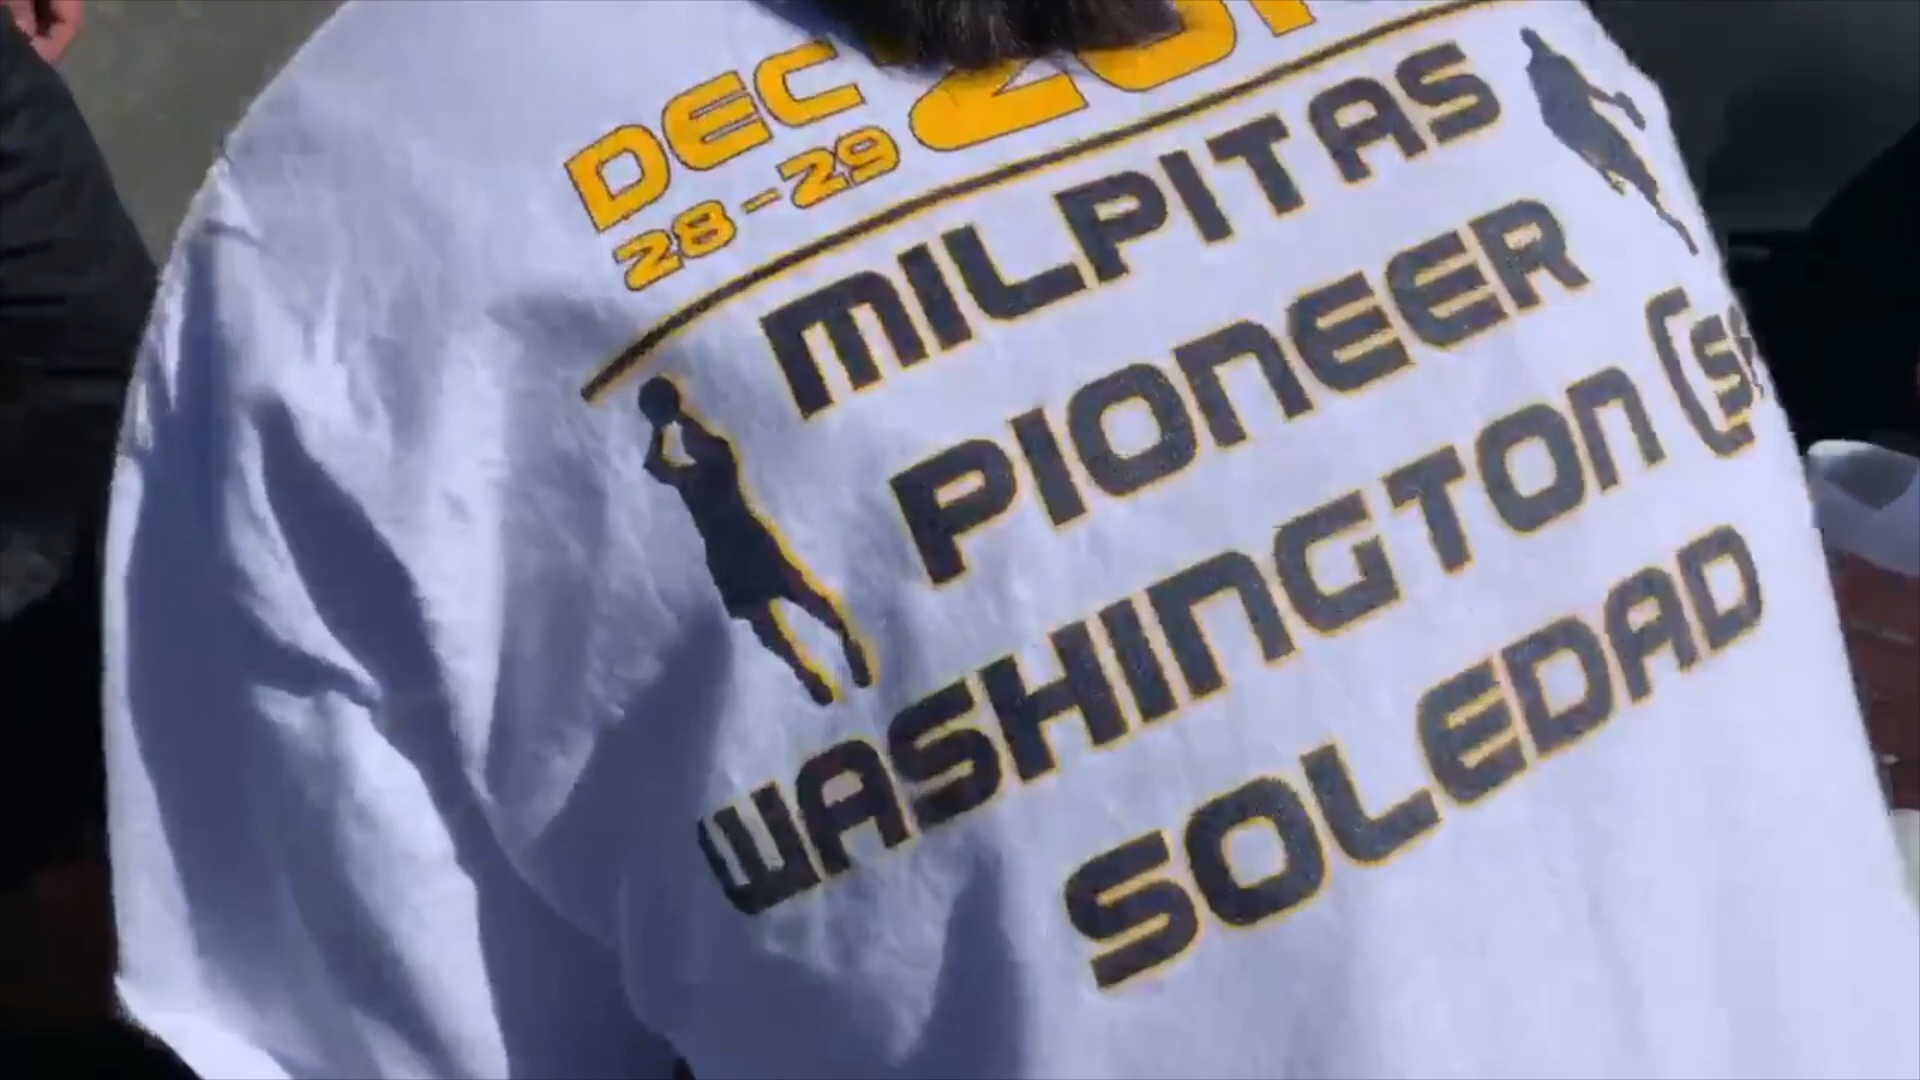 DEC
28-29
MILPITAS
PIONEER
WASHINGTON
SOLEDAD